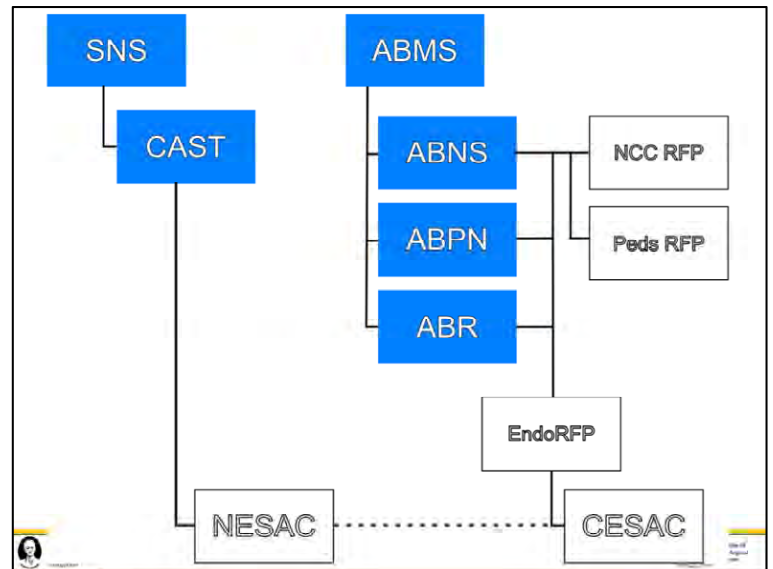 SNS
ABMS
CAST
ABNS
NCC RFP
ABPN
Peds RFP
ABR
EndoRFP
NESAC
CESAC